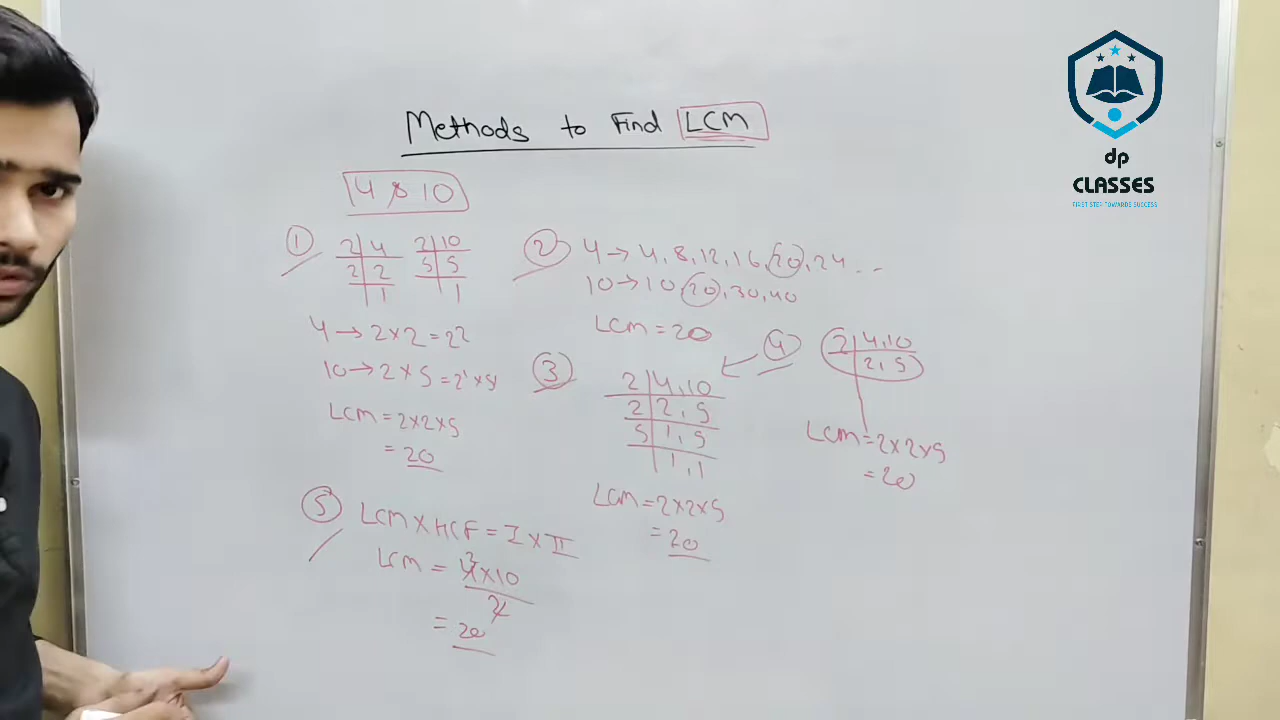 Methods to Find LCM
4 & 10
① 2|4 2|10
2|2 5|5
|1 |1
4 → 2×2 = 2²
10 → 2×5 = 2¹×5¹
LCM = 2×2×5
= 20
② 4 → 4, 8, 12, 16, 20, 24 ...
10 → 10, 20, 30, 40
LCM = 20
③ 2|4, 10
2|2, 5
5|1, 5
|1, 1
LCM = 2×2×5
= 20
④ 2|4, 10
|2, 5
LCM = 2×2×5
= 20
⑤ LCM × HCF = I × II
LCM = 4×10
2
= 20
dp
CLASSES
FIRST STEP TOWARDS SUCCESS